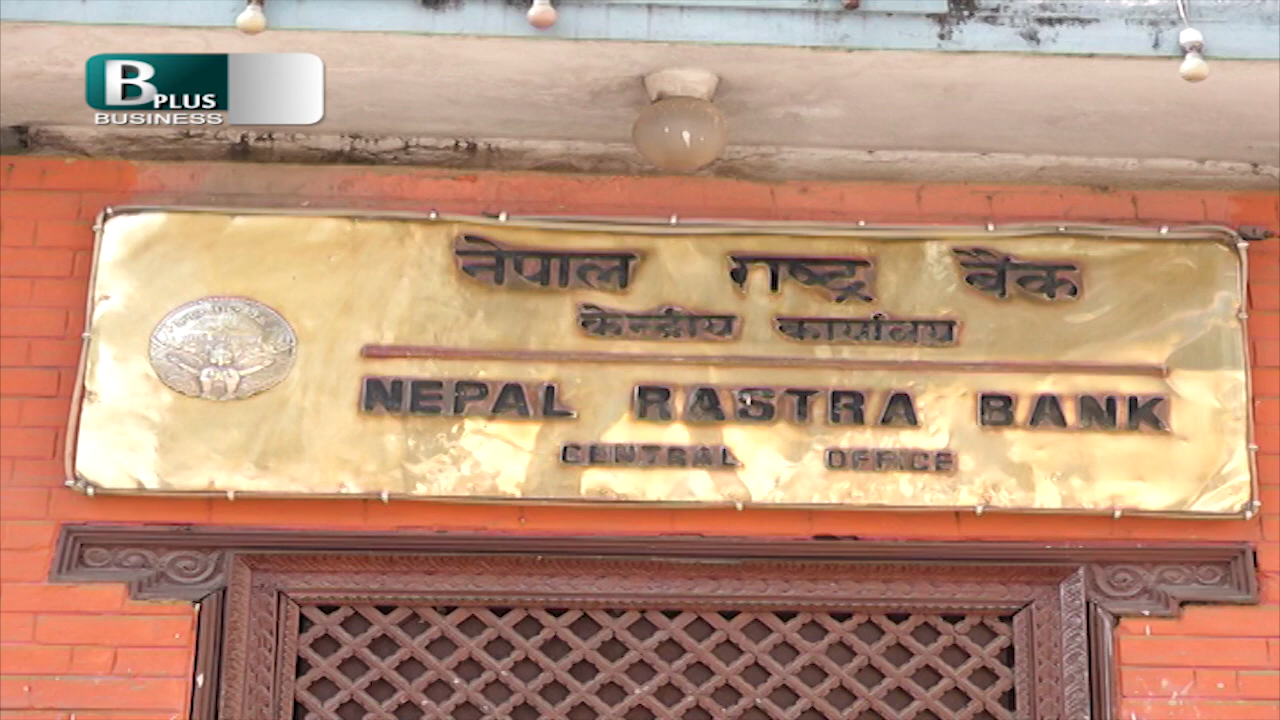 B PLUS
BUSINESS
नेपाल राष्ट्र बैंक
केन्द्रीय कार्यालय
NEPAL RASTRA BANK
CENTRAL OFFICE